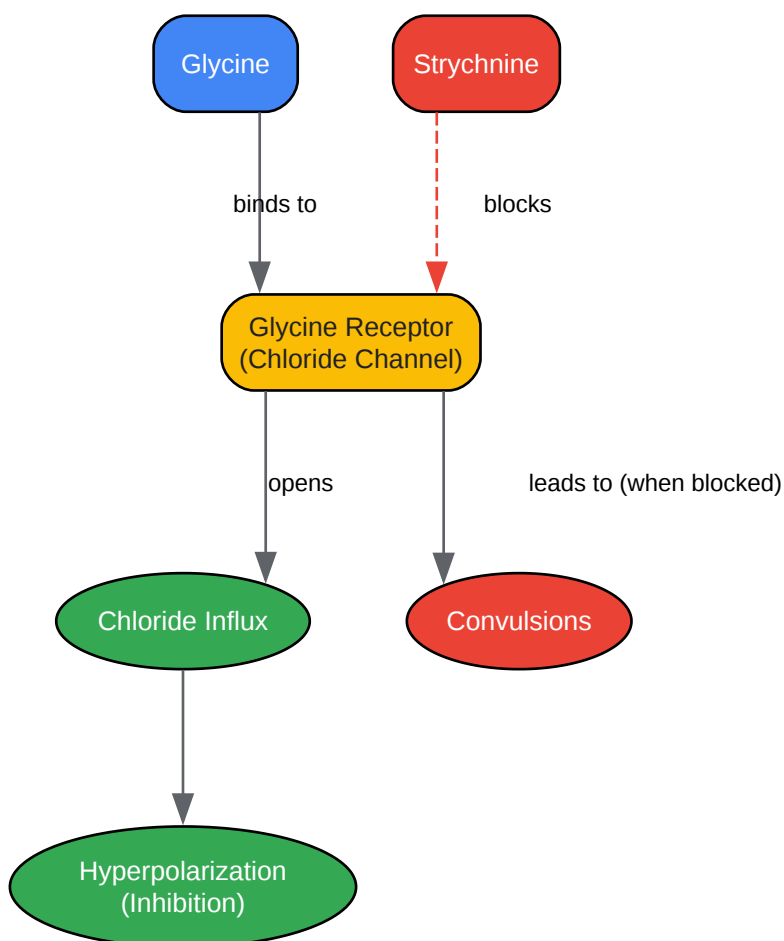 Glycine
Strychnine
binds to
blocks
Glycine Receptor
(Chloride Channel)
opens
leads to (when blocked)
Chloride Influx
Convulsions
Hyperpolarization
(Inhibition)